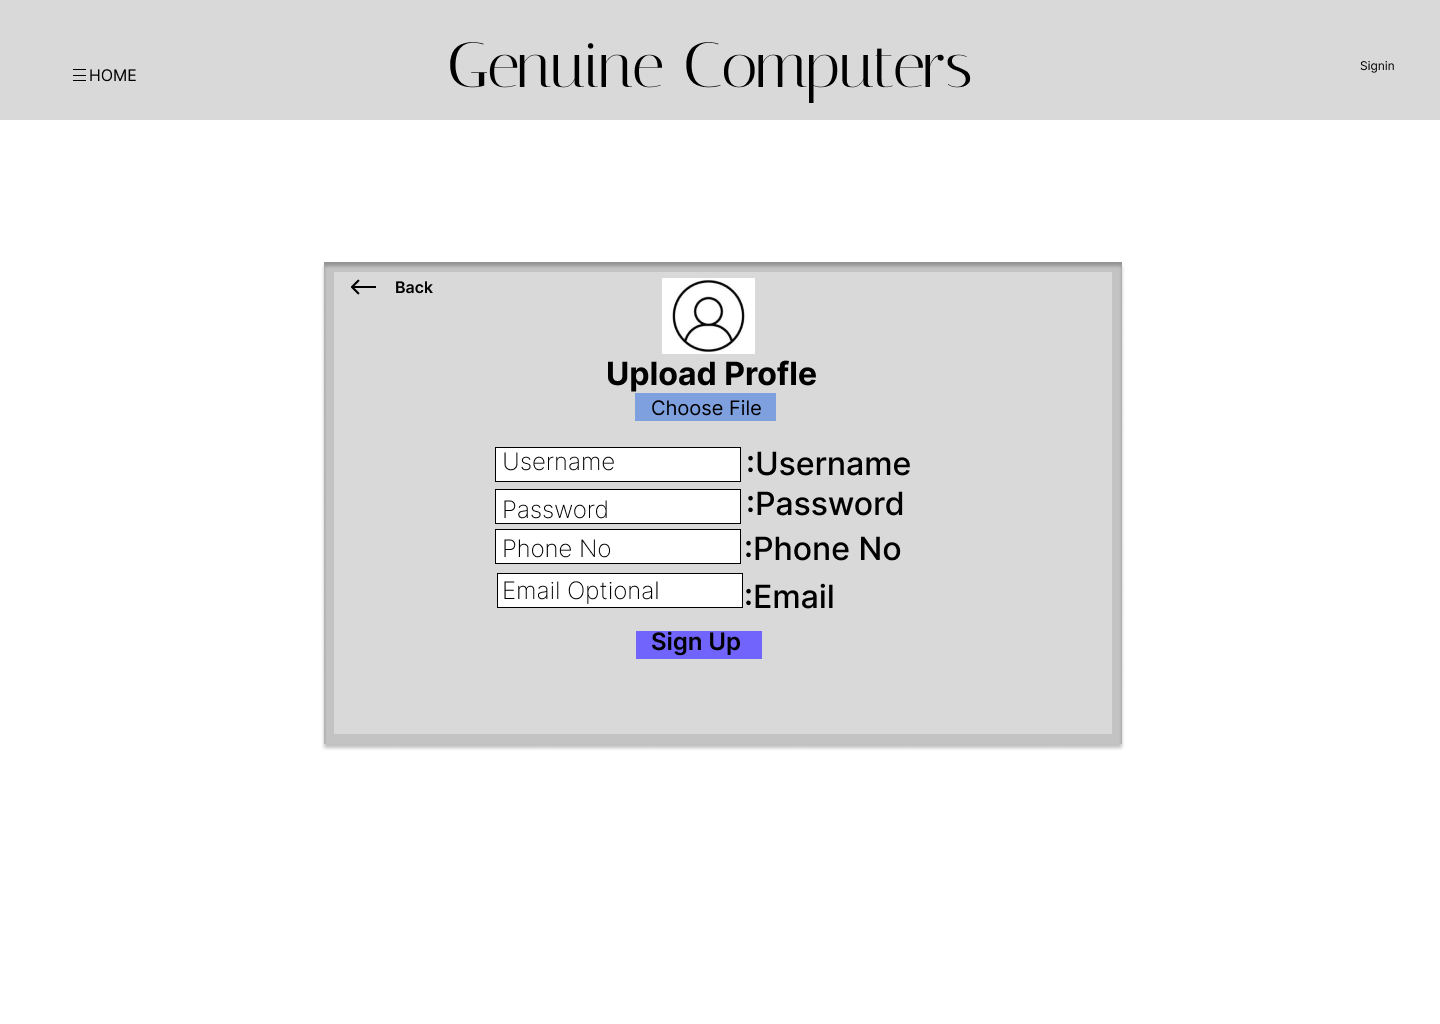 HOME
Genuine Computers
Signin
Back
Upload Profle
Choose File
Username :Username
Password :Password
Phone No :Phone No
Email Optional :Email
Sign Up